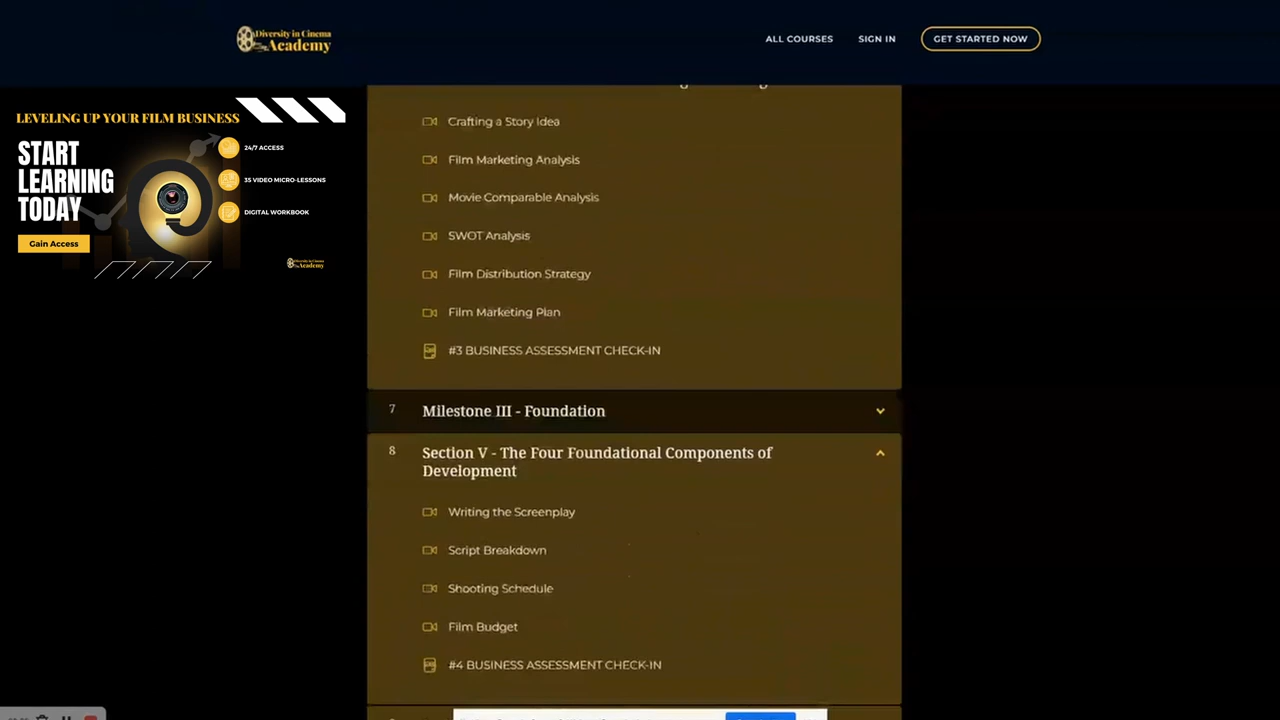 Diversity in Cinema
Academy
ALL COURSES
SIGN IN
GET STARTED NOW
LEVELING UP YOUR FILM BUSINESS
START
LEARNING
TODAY
Gain Access
24/7 ACCESS
35 VIDEO MICRO-LESSONS
DIGITAL WORKBOOK
Diversity in Cinema
Academy
Crafting a Story Idea
Film Marketing Analysis
Movie Comparable Analysis
SWOT Analysis
Film Distribution Strategy
Film Marketing Plan
#3 BUSINESS ASSESSMENT CHECK-IN
7 Milestone III - Foundation
8 Section V - The Four Foundational Components of
Development
Writing the Screenplay
Script Breakdown
Shooting Schedule
Film Budget
#4 BUSINESS ASSESSMENT CHECK-IN